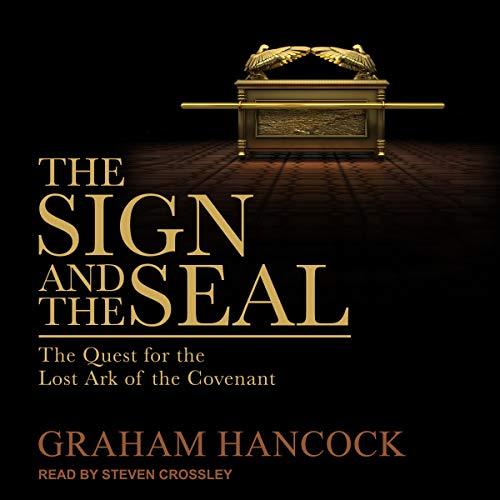 THE
SIGN
AND
THE SEAL
The Quest for the
Lost Ark of the Covenant
GRAHAM HANCOCK
READ BY STEVEN CROSSLEY